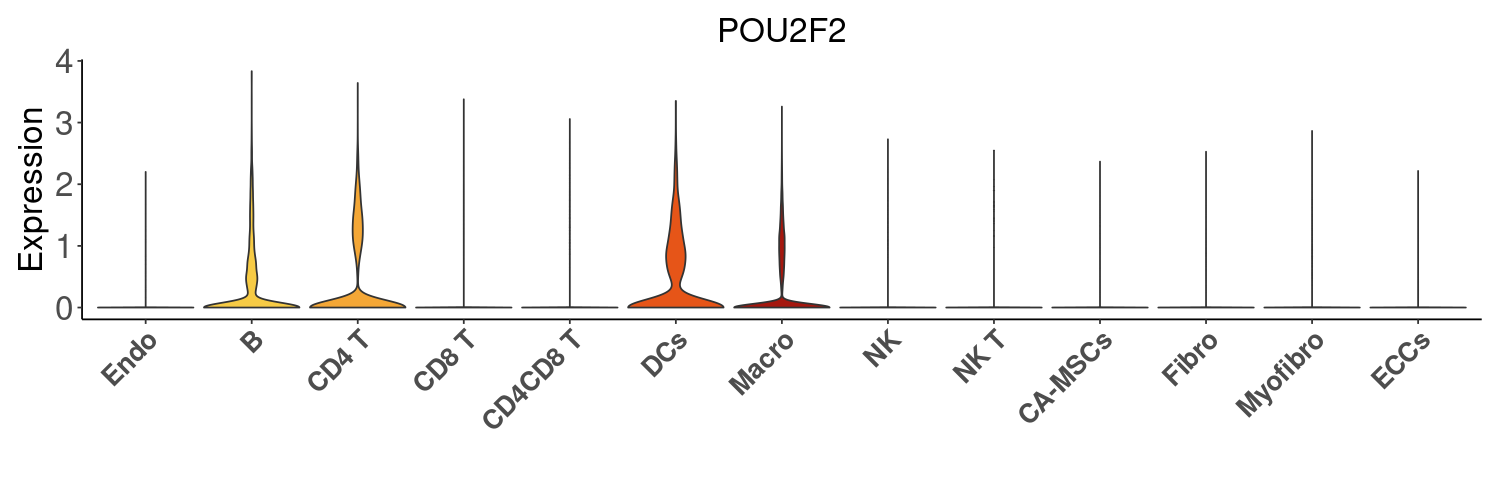 POU2F2
Expression
4
3
2
1
0
Endo
B
CD4 T
CD8 T
CD4CD8 T
DCs
Macro
NK
NK T
CA-MSCs
Fibro
Myofibro
ECCs